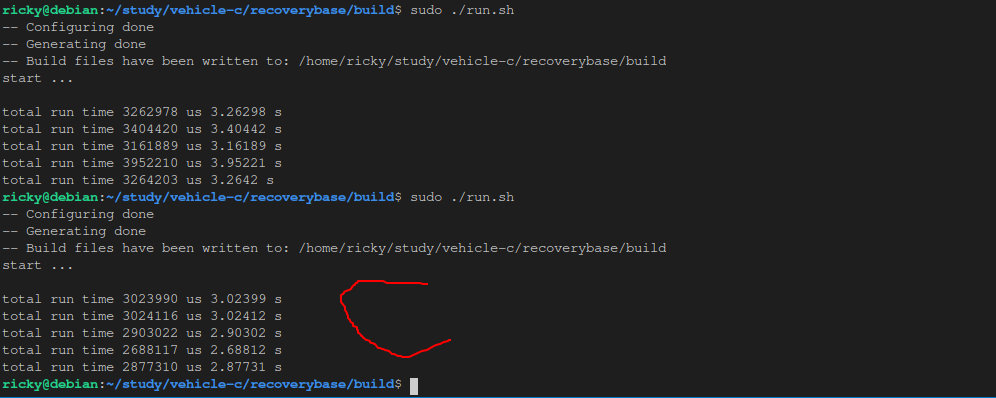 ricky@debian:~/study/vehicle-c/recoverybase/build$ sudo ./run.sh
-- Configuring done
-- Generating done
-- Build files have been written to: /home/ricky/study/vehicle-c/recoverybase/build
start ...
total run time 3262978 us 3.26298 s
total run time 3404420 us 3.40442 s
total run time 3161889 us 3.16189 s
total run time 3952210 us 3.95221 s
total run time 3264203 us 3.2642 s
ricky@debian:~/study/vehicle-c/recoverybase/build$ sudo ./run.sh
-- Configuring done
-- Generating done
-- Build files have been written to: /home/ricky/study/vehicle-c/recoverybase/build
start ...
total run time 3023990 us 3.02399 s
total run time 3024116 us 3.02412 s
total run time 2903022 us 2.90302 s
total run time 2688117 us 2.68812 s
total run time 2877310 us 2.87731 s
ricky@debian:~/study/vehicle-c/recoverybase/build$